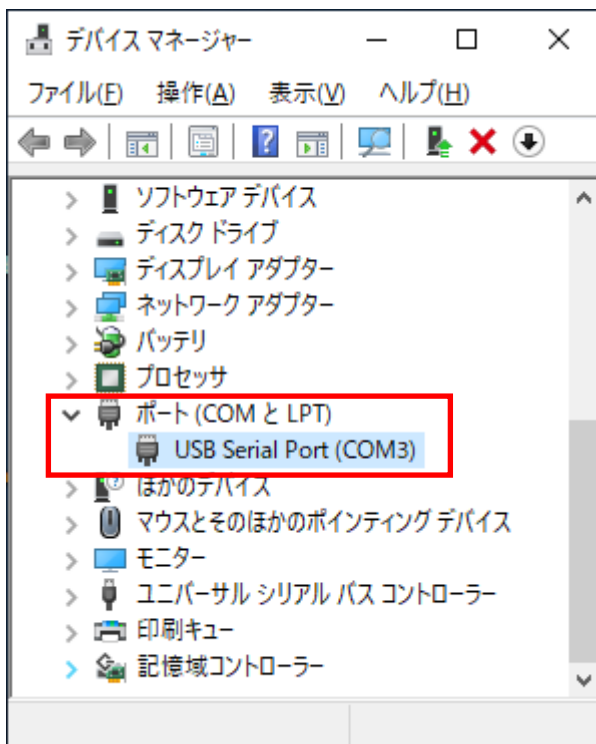 デバイス マネージャー
ファイル(F) 操作(A) 表示(V) ヘルプ(H)
ソフトウェア デバイス
ディスク ドライブ
ディスプレイ アダプター
ネットワーク アダプター
バッテリ
プロセッサ
ポート (COM と LPT)
USB Serial Port (COM3)
ほかのデバイス
マウスとそのほかのポインティング デバイス
モニター
ユニバーサル シリアル バス コントローラー
印刷キュー
記憶域コントローラー